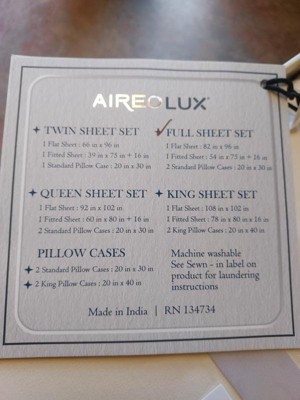 AIREOLUX
TWIN SHEET SET
1 Flat Sheet : 66 in x 96 in
1 Fitted Sheet : 39 in x 75 in + 16 in
1 Standard Pillow Case : 20 in x 30 in
FULL SHEET SET
1 Flat Sheet : 82 in x 96 in
1 Fitted Sheet : 54 in x 75 in + 16 in
2 Standard Pillow Cases : 20 in x 30 in
QUEEN SHEET SET
1 Flat Sheet : 92 in x 102 in
1 Fitted Sheet : 60 in x 80 in + 16 in
2 Standard Pillow Cases : 20 in x 30 in
KING SHEET SET
1 Flat Sheet : 108 in x 102 in
1 Fitted Sheet : 78 in x 80 in x 16 in
2 King Pillow Cases : 20 in x 40 in
PILLOW CASES
2 Standard Pillow Cases : 20 in x 30 in
2 King Pillow Cases : 20 in x 40 in
Machine washable
See Sewn - in label on
product for laundering
instructions
Made in India | RN 134734